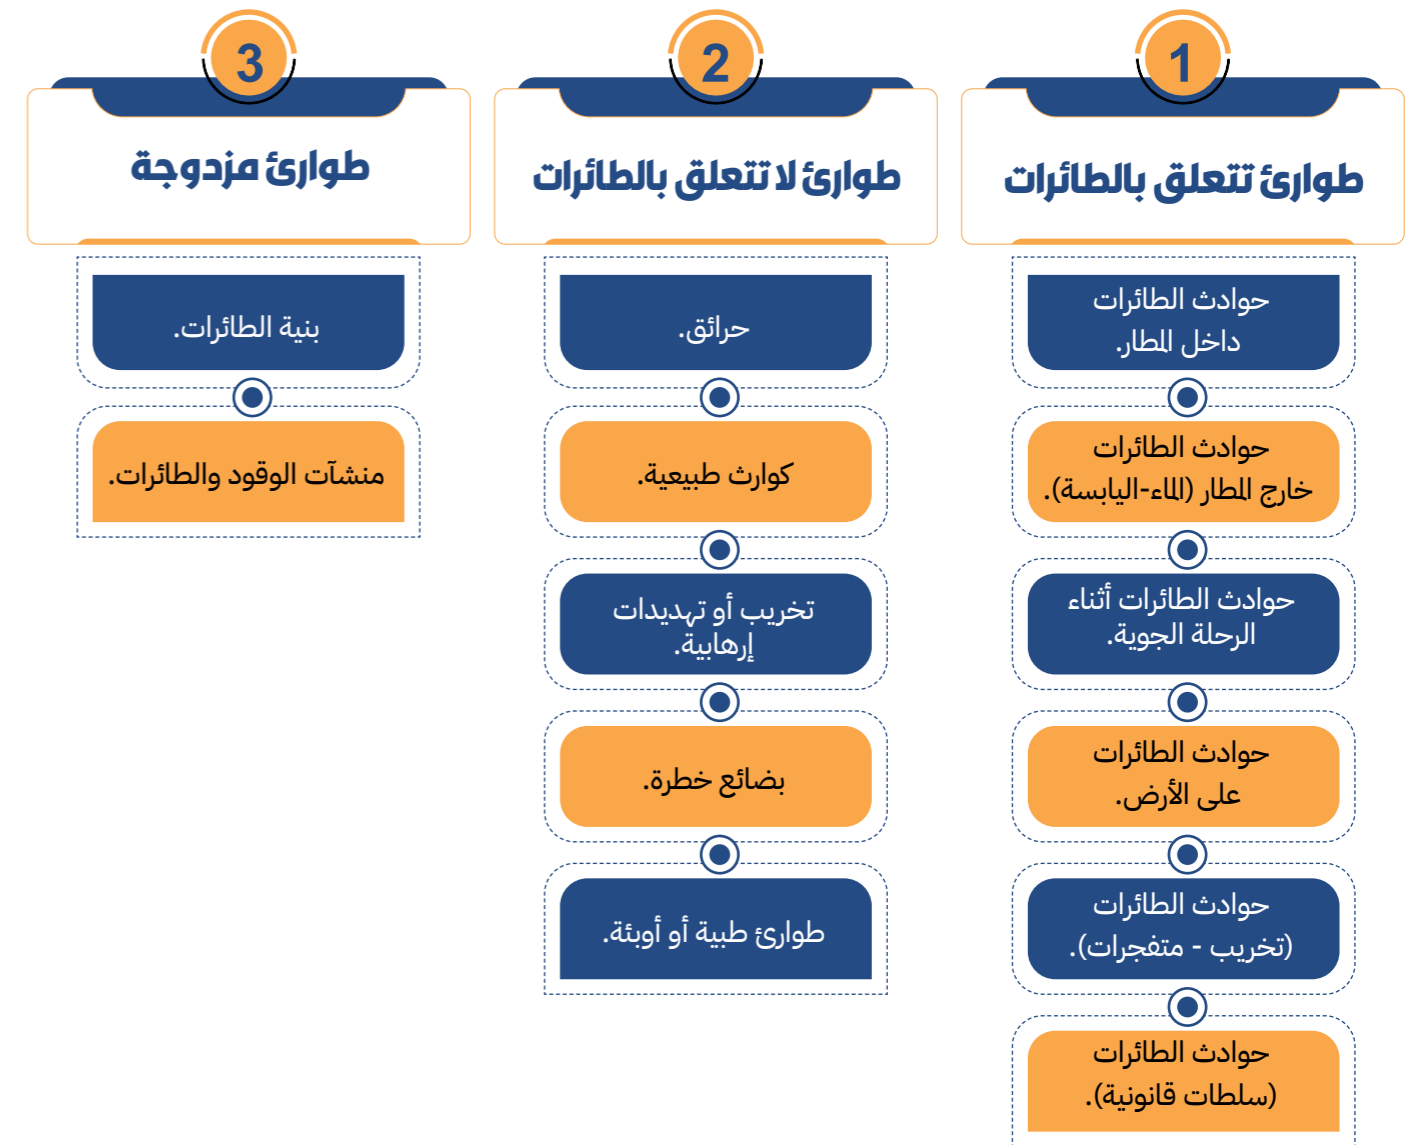 1
طوارئ تتعلق بالطائرات
حوادث الطائرات
داخل المطار.
حوادث الطائرات
خارج المطار (الماء-اليابسة).
حوادث الطائرات أثناء
الرحلة الجوية.
حوادث الطائرات
على الأرض.
حوادث الطائرات
(تخريب - متفجرات).
حوادث الطائرات
(سلطات قانونية).
2
طوارئ لا تتعلق بالطائرات
حرائق.
كوارث طبيعية.
تخريب أو تهديدات
إرهابية.
بضائع خطرة.
طوارئ طبية أو أوبئة.
3
طوارئ مزدوجة
بنية الطائرات.
منشآت الوقود والطائرات.